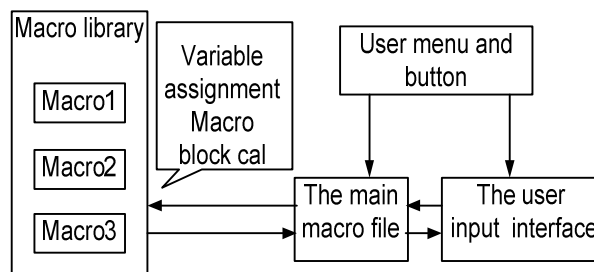 Macro library
Macro1
Macro2
Macro3
Variable
assignment
Macro
block cal
User menu and
button
The main
macro file
The user
input interface